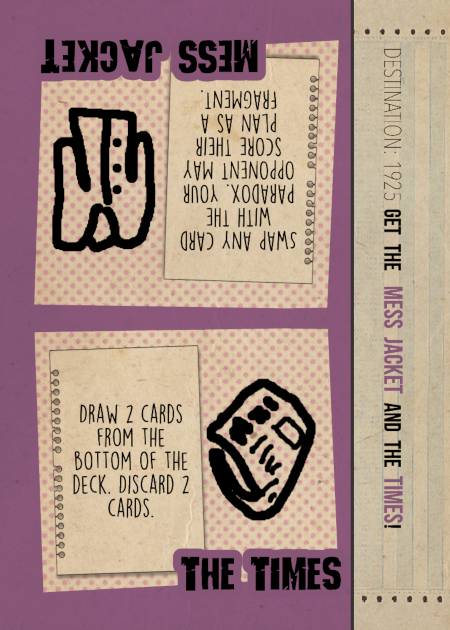 MESS JACKET
SWAP ANY CARD
WITH THE
PARADOX. YOUR
OPPONENT MAY
SCORE THEIR
PLAN AS A
FRAGMENT.
DRAW 2 CARDS
FROM THE
BOTTOM OF THE
DECK. DISCARD 2
CARDS.
THE TIMES
DESTINATION: 1925 GET THE MESS JACKET AND THE TIMES!